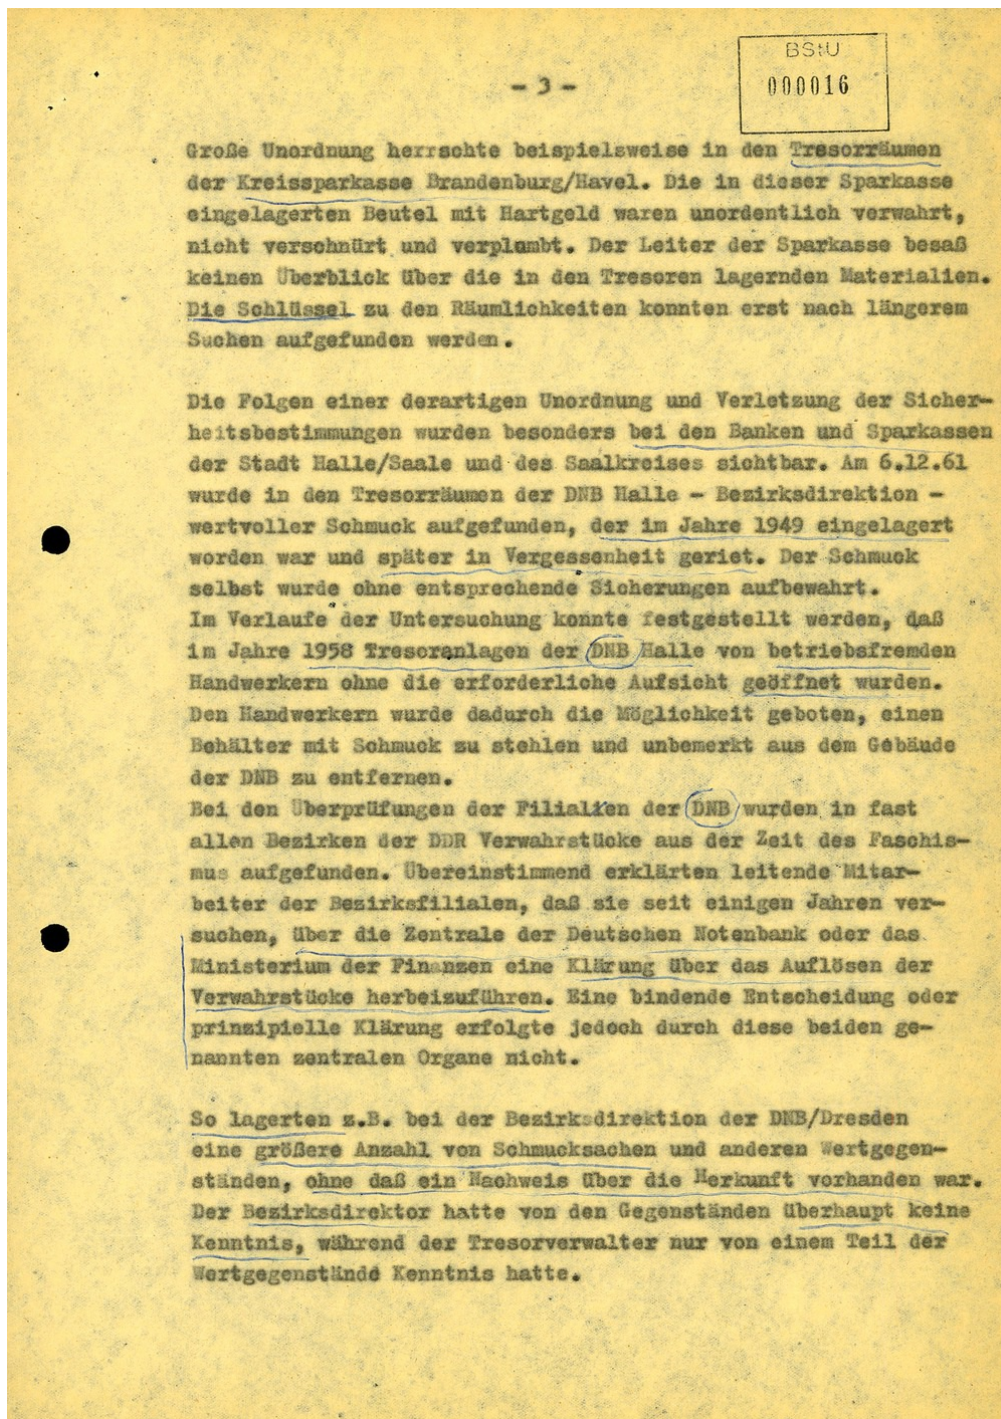 BStU
000016
- 3 -
Große Unordnung herrschte beispielsweise in den Tresorräumen
der Kreissparkasse Brandenburg/Havel. Die in dieser Sparkasse
eingelagerten Beutel mit Hartgeld waren unordentlich verwahrt,
nicht verschnürt und verplombt. Der Leiter der Sparkasse besaß
keinen Überblick über die in den Tresoren lagernden Materialien.
Die Schlüssel zu den Räumlichkeiten konnten erst nach längerem
Suchen aufgefunden werden.
Die Folgen einer derartigen Unordnung und Verletzung der Sicher-
heitsbestimmungen wurden besonders bei den Banken und Sparkassen
der Stadt Halle/Saale und des Saalkreises sichtbar. Am 6.12.61
wurde in den Tresorräumen der DNB Halle - Bezirksdirektion -
wertvoller Schmuck aufgefunden, der im Jahre 1949 eingelagert
worden war und später in Vergessenheit geriet. Der Schmuck
selbst wurde ohne entsprechende Sicherungen aufbewahrt.
Im Verlaufe der Untersuchung konnte festgestellt werden, daß
im Jahre 1958 Tresoranlagen der DNB Halle von betriebsfremden
Handwerkern ohne die erforderliche Aufsicht geöffnet wurden.
Den Handwerkern wurde dadurch die Möglichkeit geboten, einen
Behälter mit Schmuck zu stehlen und unbemerkt aus dem Gebäude
der DNB zu entfernen.
Bei den Überprüfungen der Filialien der DNB wurden in fast
allen Bezirken der DDR Verwahrstücke aus der Zeit des Faschis-
mus aufgefunden. Übereinstimmend erklärten leitende Mitar-
beiter der Bezirksfilialen, daß sie seit einigen Jahren ver-
suchen, über die Zentrale der Deutschen Notenbank oder das
Ministerium der Finanzen eine Klärung über das Auflösen der
Verwahrstücke herbeizuführen. Eine bindende Entscheidung oder
prinzipielle Klärung erfolgte jedoch durch diese beiden ge-
nannten zentralen Organe nicht.
So lagerten z.B. bei der Bezirksdirektion der DNB/Dresden
eine größere Anzahl von Schmucksachen und anderen Wertgegen-
ständen, ohne daß ein Nachweis über die Herkunft vorhanden war.
Der Bezirksdirektor hatte von den Gegenständen überhaupt keine
Kenntnis, während der Tresorverwalter nur von einem Teil der
Wertgegenstände Kenntnis hatte.